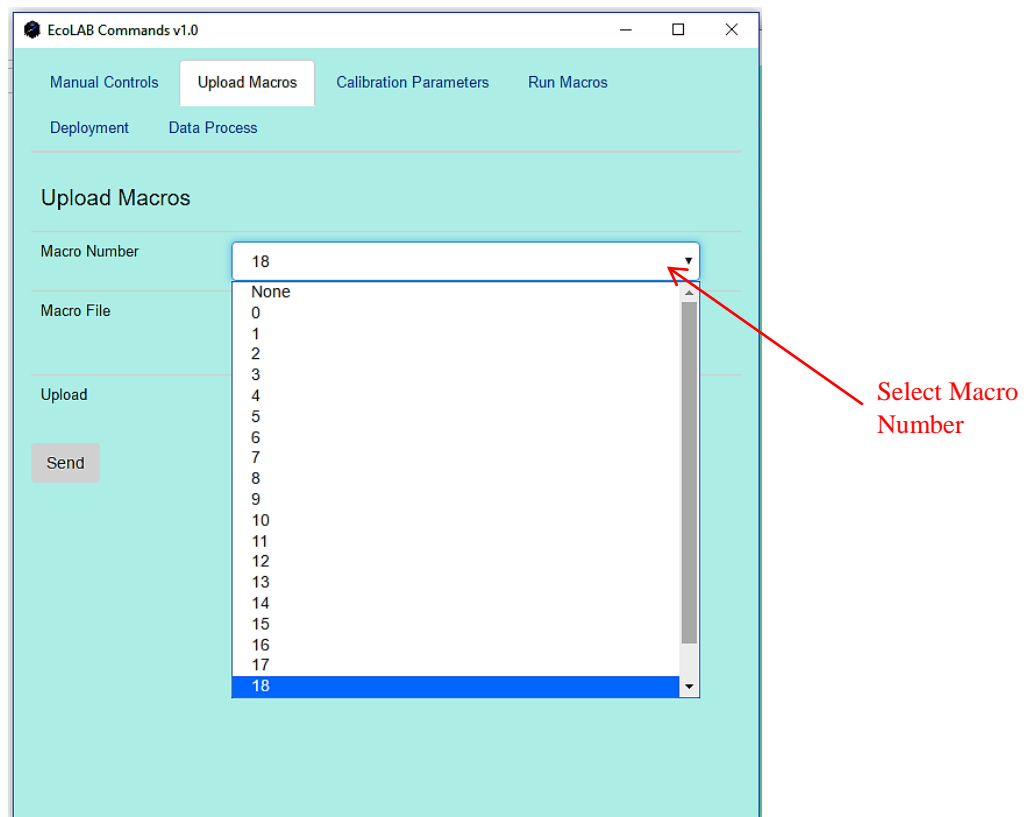 EcoLAB Commands v1.0
Manual Controls Upload Macros Calibration Parameters Run Macros
Deployment Data Process
Upload Macros
Macro Number
18
None
0
1
2
3
4
5
6
7
8
9
10
11
12
13
14
15
16
17
18
Macro File
Upload
Send
Select Macro
Number